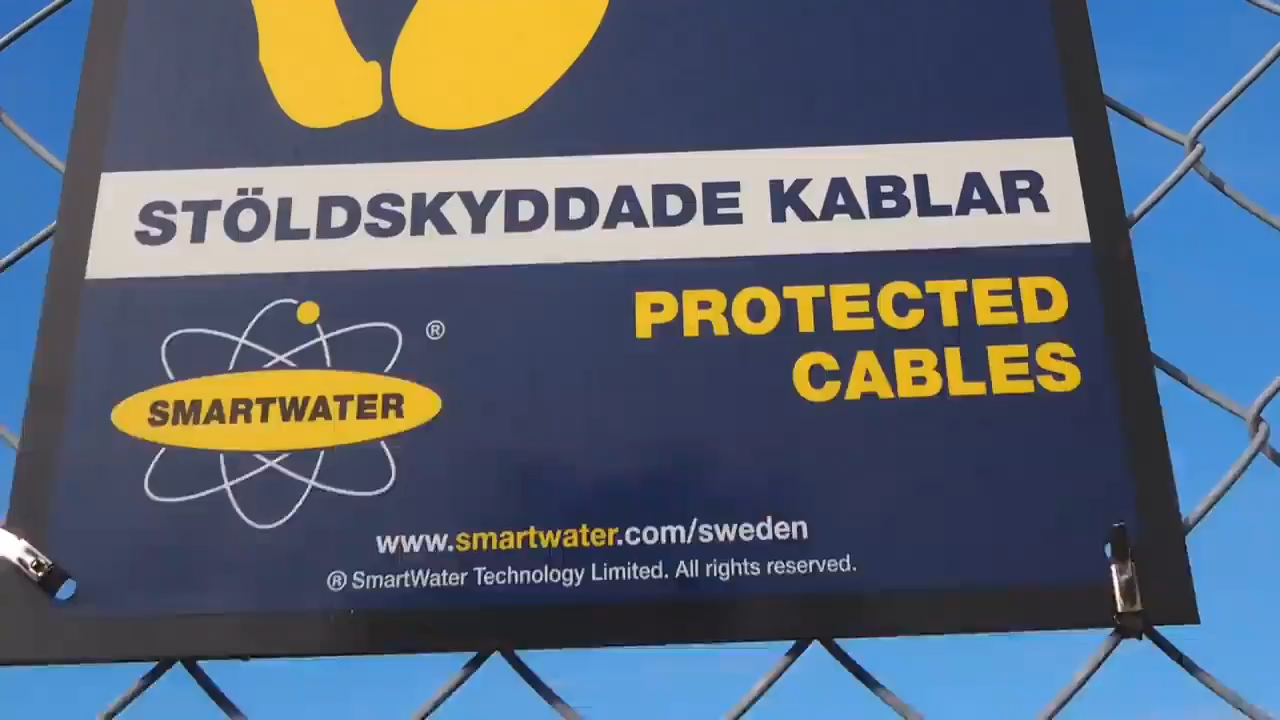 STÖLDSKYDDADE KABLAR
PROTECTED
CABLES
®
SMARTWATER
www.smartwater.com/sweden
® SmartWater Technology Limited. All rights reserved.